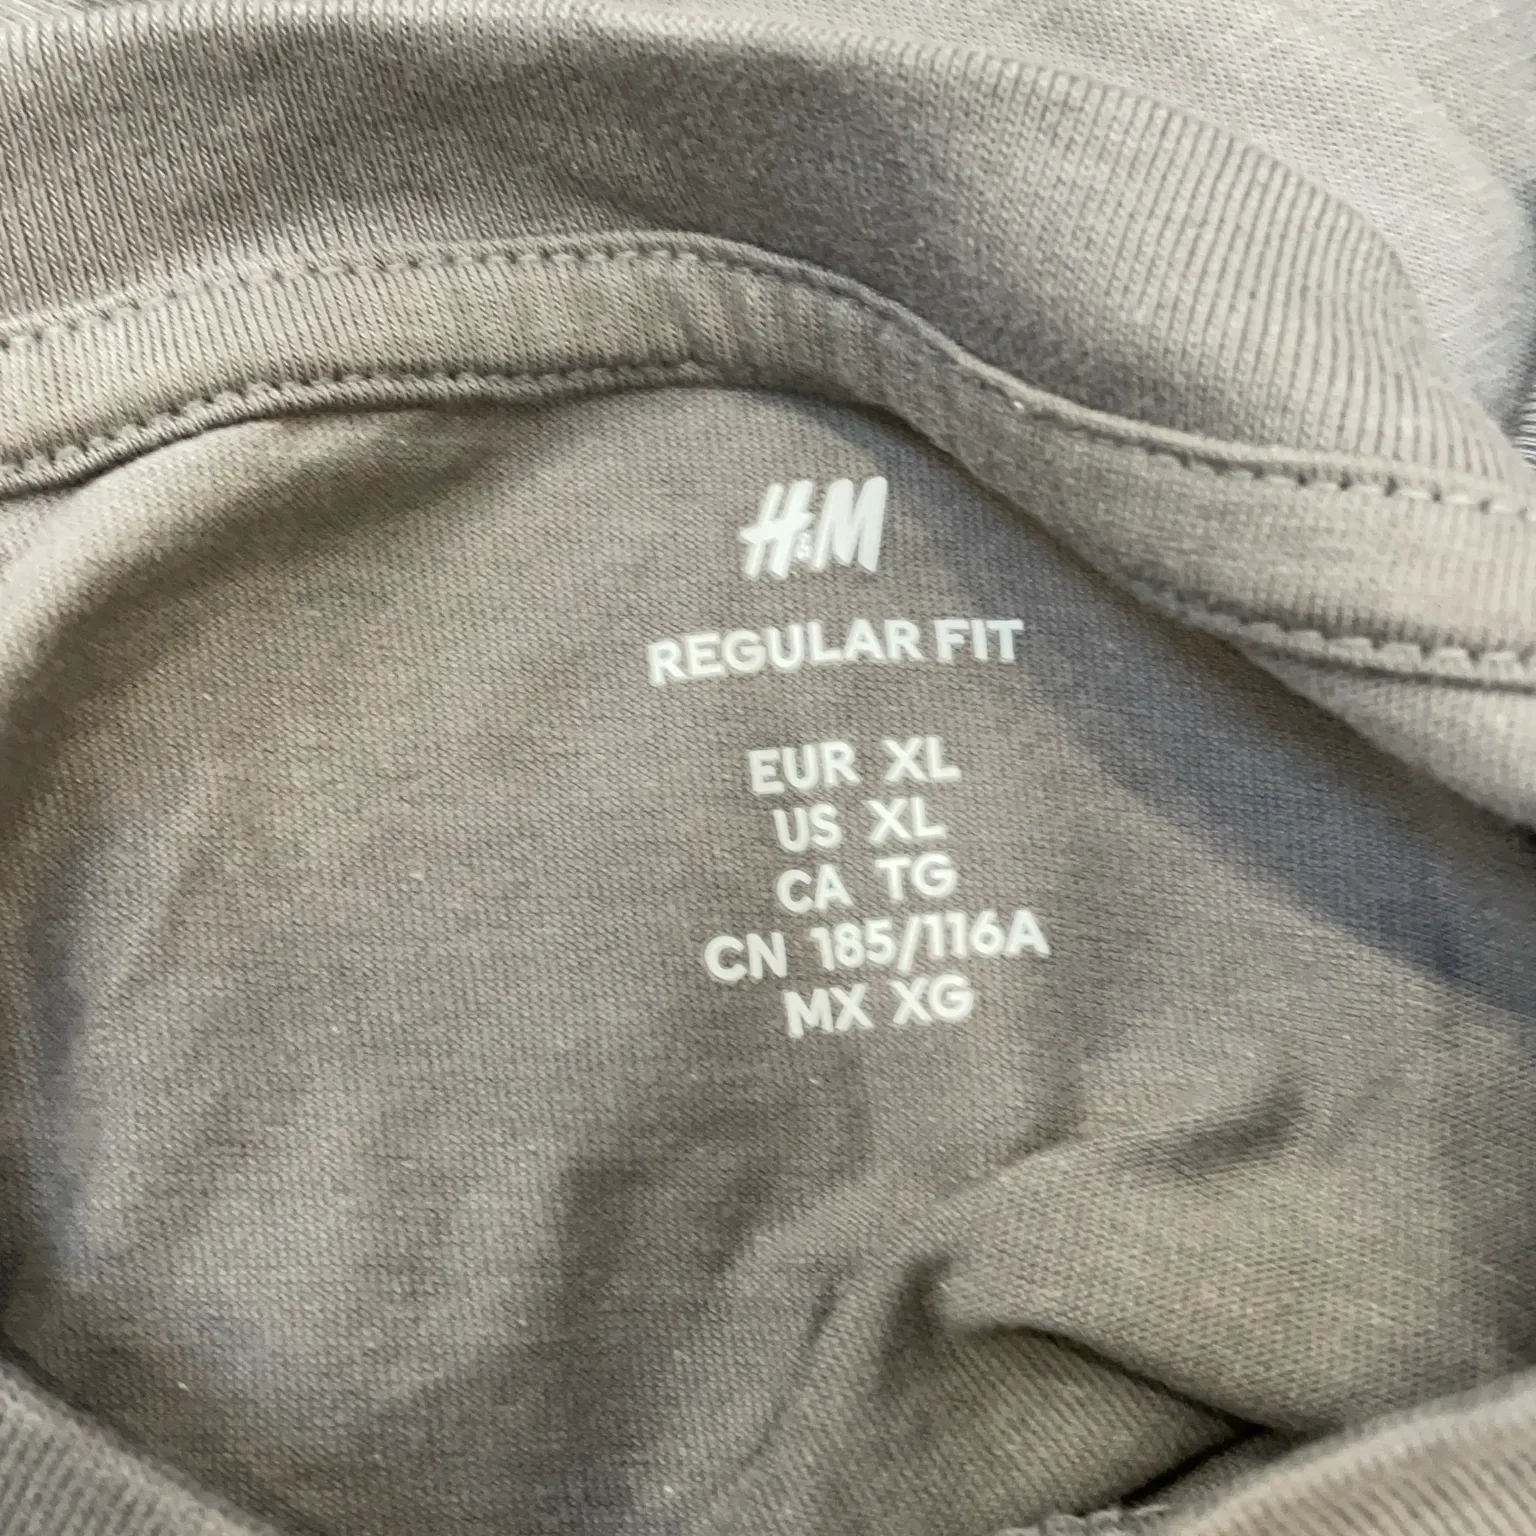 H&M
REGULAR FIT
EUR XL
US XL
CA TG
CN 185/116A
MX XG